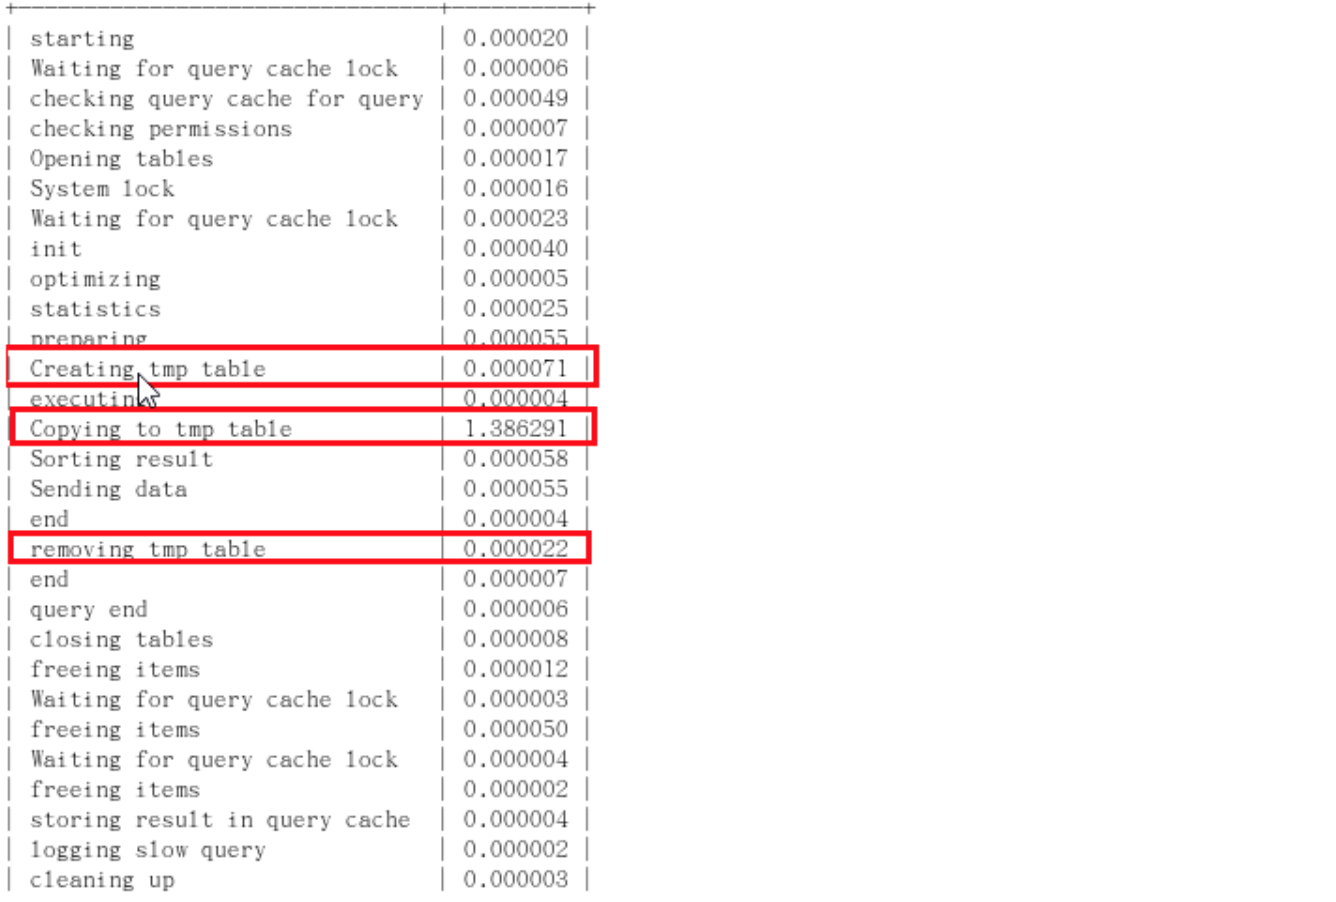 +--------------------------------+----------+
| starting | 0.000020 |
| Waiting for query cache lock | 0.000006 |
| checking query cache for query | 0.000049 |
| checking permissions | 0.000007 |
| Opening tables | 0.000017 |
| System lock | 0.000016 |
| Waiting for query cache lock | 0.000023 |
| init | 0.000040 |
| optimizing | 0.000005 |
| statistics | 0.000025 |
| preparing | 0.000055 |
| Creating tmp table | 0.000071 |
| executing | 0.000004 |
| Copying to tmp table | 1.386291 |
| Sorting result | 0.000058 |
| Sending data | 0.000055 |
| end | 0.000004 |
| removing tmp table | 0.000022 |
| end | 0.000007 |
| query end | 0.000006 |
| closing tables | 0.000008 |
| freeing items | 0.000012 |
| Waiting for query cache lock | 0.000003 |
| freeing items | 0.000050 |
| Waiting for query cache lock | 0.000004 |
| freeing items | 0.000002 |
| storing result in query cache | 0.000004 |
| logging slow query | 0.000002 |
| cleaning up | 0.000003 |